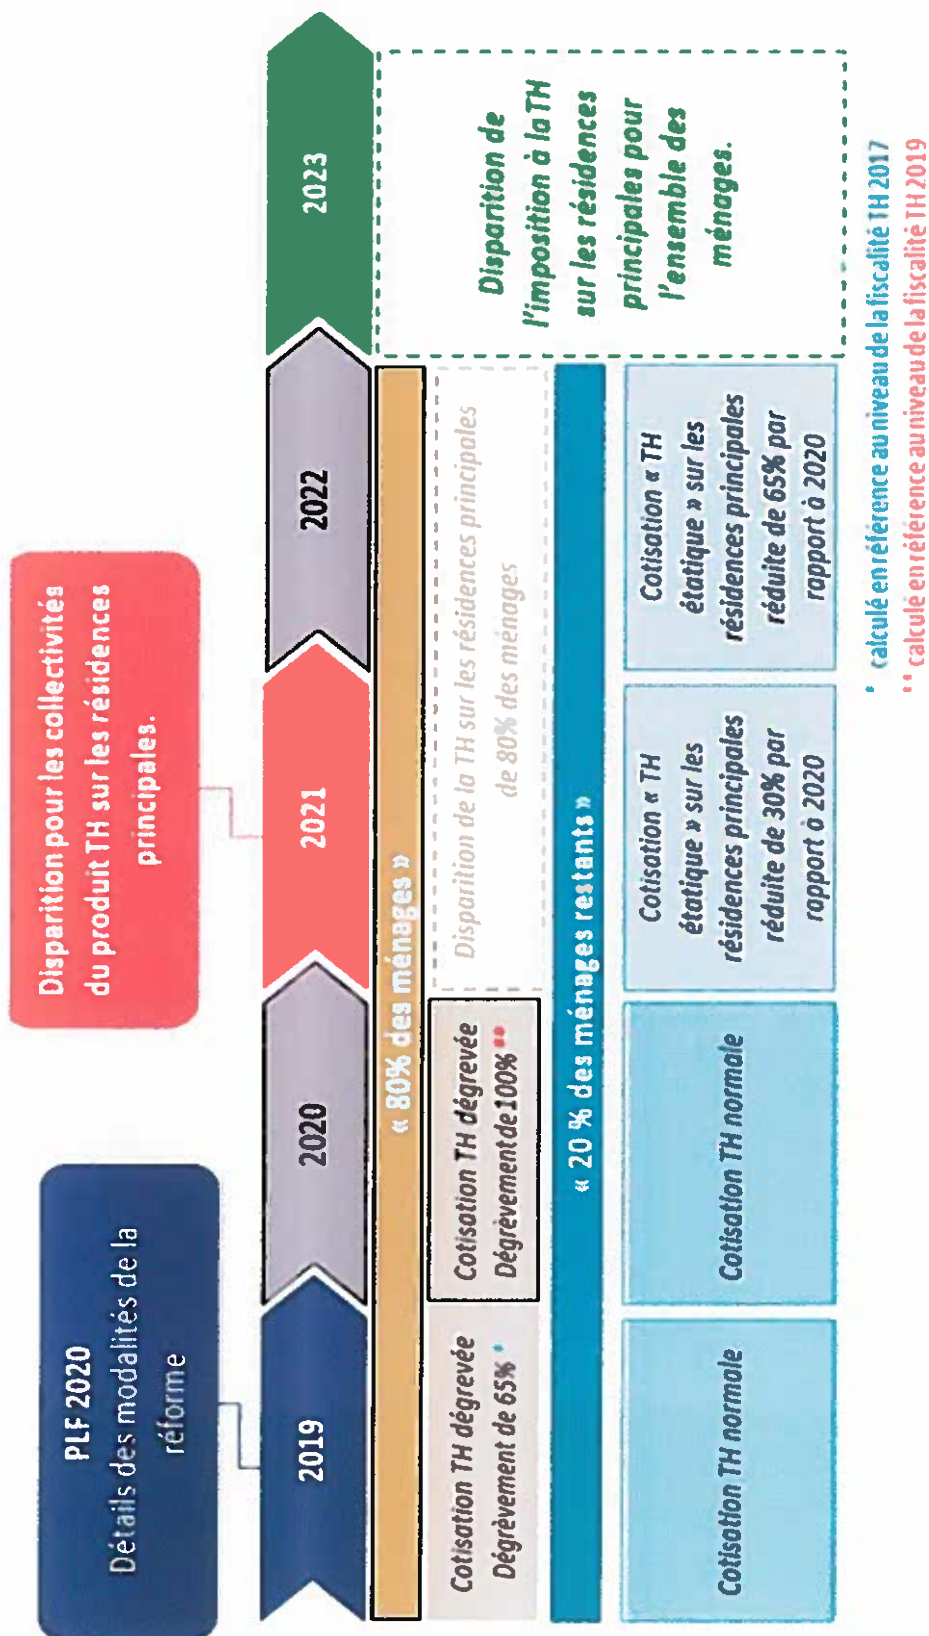 PLF 2020
Détails des modalités de la
réforme
Disparition pour les collectivités
du produit TH sur les résidences
principales.
2019
2020
2021
2022
2023
« 80% des ménages »
Cotisation TH dégrevée
Dégrèvement de 65% *
Cotisation TH dégrevée
Dégrèvement de 100% **
Disparition de la TH sur les résidences principales
de 80% des ménages
« 20 % des ménages restants »
Cotisation TH normale
Cotisation TH normale
Cotisation « TH
étatique » sur les
résidences principales
réduite de 30% par
rapport à 2020
Cotisation « TH
étatique » sur les
résidences principales
réduite de 65% par
rapport à 2020
Disparition de
l'imposition à la TH
sur les résidences
principales pour
l'ensemble des
ménages.
* calculé en référence au niveau de la fiscalité TH 2017
** calculé en référence au niveau de la fiscalité TH 2019